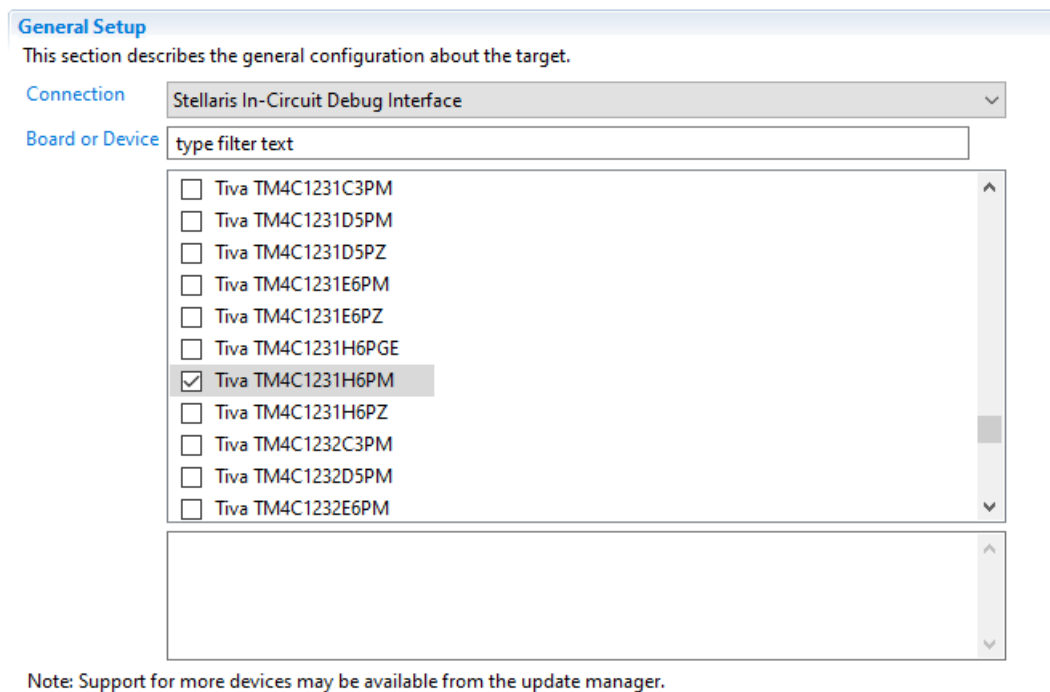 General Setup
This section describes the general configuration about the target.
Connection
Stellaris In-Circuit Debug Interface
Board or Device
type filter text
Tiva TM4C1231C3PM
Tiva TM4C1231D5PM
Tiva TM4C1231D5PZ
Tiva TM4C1231E6PM
Tiva TM4C1231E6PZ
Tiva TM4C1231H6PGE
Tiva TM4C1231H6PM
Tiva TM4C1231H6PZ
Tiva TM4C1232C3PM
Tiva TM4C1232D5PM
Tiva TM4C1232E6PM
Note: Support for more devices may be available from the update manager.